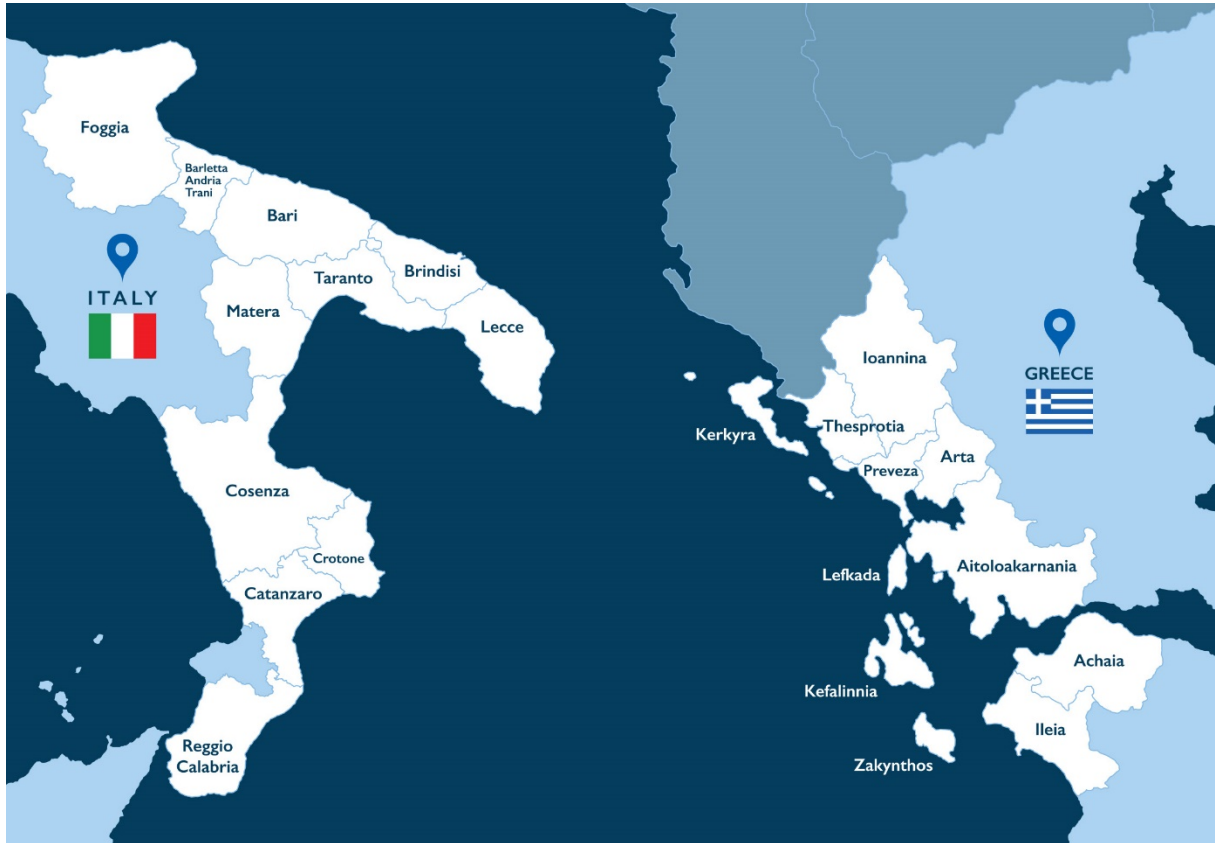 Foggia
Barletta
Andria
Trani
Bari
ITALY
Matera
Taranto
Brindisi
Lecce
Cosenza
Crotone
Catanzaro
Reggio
Calabria
Ioannina
GREECE
Kerkyra
Thesprotia
Preveza
Arta
Lefkada
Aitoloakarnania
Kefalinnia
Achaia
Ileia
Zakynthos